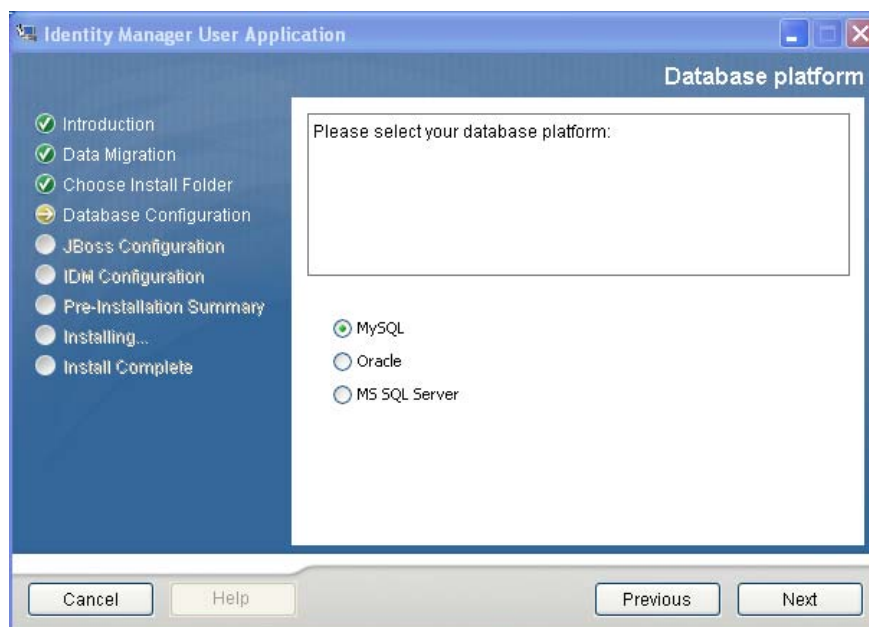 Identity Manager User Application
Database platform
Introduction
Data Migration
Choose Install Folder
Database Configuration
JBoss Configuration
IDM Configuration
Pre-Installation Summary
Installing...
Install Complete
Please select your database platform:
MySQL
Oracle
MS SQL Server
Cancel
Help
Previous
Next